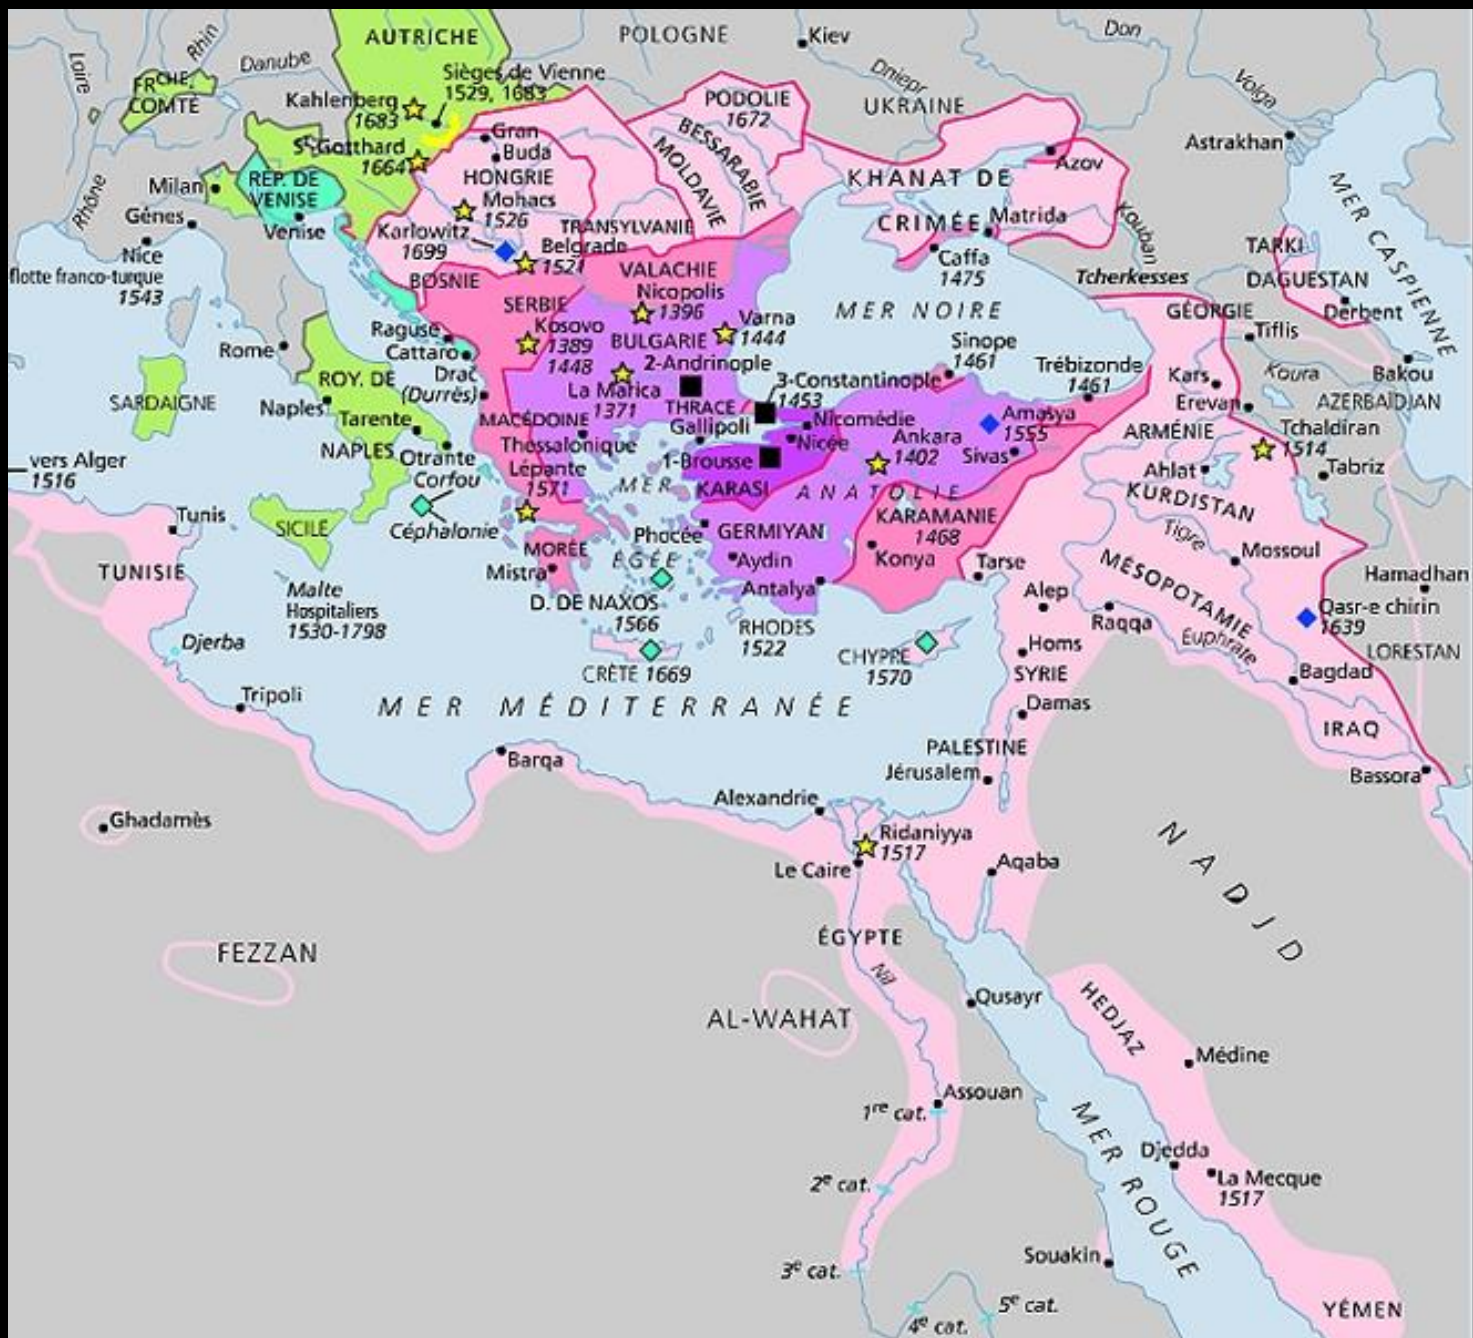 AUTRICHE
POLOGNE
Kiev
Don
Rhin
Loire
Danube
Sièges de Vienne
1529, 1683
Dniepr
Volga
FRCHE.
COMTÉ
Kahlenberg
1683
PODOLIE
1672
UKRAINE
Astrakhan
St Gotthard
1664
Gran
Buda
BESSARABIE
MOLDAVIE
Azov
Milan
RÉP. DE
VENISE
HONGRIE
Mohacs
1526
KHANAT DE
CRIMÉE
Matrida
Kouban
MER CASPIENNE
Rhône
Gênes
Venise
Karlowitz
1699
TRANSYLVANIE
Belgrade
1521
Caffa
1475
TARKI
DAGUESTAN
Derbent
Nice
flotte franco-turque
1543
BOSNIE
VALACHIE
Nicopolis
1396
Tcherkesses
SERBIE
MER NOIRE
GÉORGIE
Tiflis
Raguse
Cattaro
Kosovo
1389
1448
BULGARIE
Varna
1444
Sinope
1461
Trébizonde
1461
Rome
Drac
(Durrës)
2-Andrinople
Kars
Koura
Bakou
ROY. DE
NAPLES
La Marica
1371
3-Constantinople
1453
Erevan
AZERBAÏDJAN
SARDAIGNE
Naples
Tarente
MACÉDOINE
THRACE
Gallipoli
Nicomédie
Amasya
1555
ARMÉNIE
Tchaldiran
1514
Otrante
Thessalonique
Nicée
Ankara
1402
Sivas
Tabriz
vers Alger
1516
Corfou
Lépante
1571
1-Brousse
Ahlat
MER
ÉGÉE
KARASI
ANATOLIE
KURDISTAN
Tunis
SICILE
Céphalonie
Phocée
GERMIYAN
KARAMANIE
1468
Tigre
Mossoul
MORÉE
Mistra
Aydin
Konya
Tarse
MÉSOPOTAMIE
TUNISIE
Malte
Hospitaliers
1530-1798
D. DE NAXOS
1566
Antalya
Alep
Raqqa
Hamadhan
Qasr-e chirin
1639
RHODES
1522
Homs
Euphrate
LORESTAN
Djerba
CRÈTE 1669
CHYPRE
1570
SYRIE
Bagdad
Tripoli
MER MÉDITERRANÉE
Damas
IRAQ
Barqa
PALESTINE
Jérusalem
Bassora
Alexandrie
Ghadamès
Ridaniyya
1517
NADJD
Le Caire
Aqaba
FEZZAN
ÉGYPTE
Nil
AL-WAHAT
Qusayr
HEDJAZ
Médine
Assouan
1re cat.
MER ROUGE
Djedda
La Mecque
1517
2e cat.
3e cat.
Souakin
5e cat.
4e cat.
YÉMEN